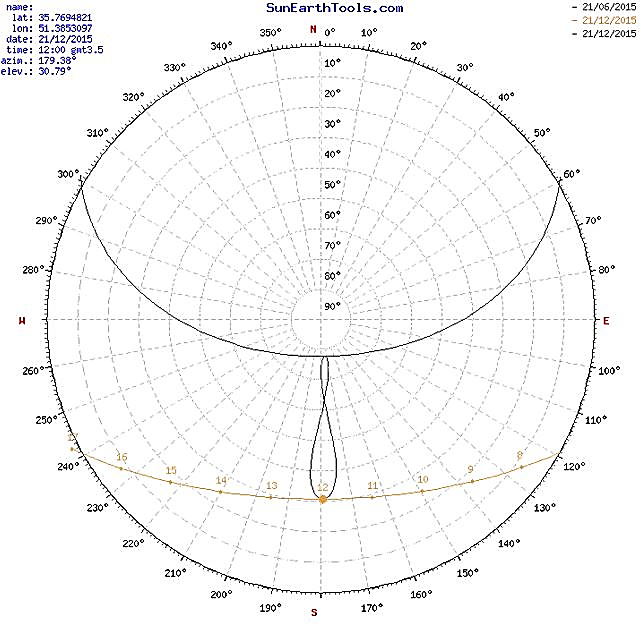 name:
lat: 35.7694821
lon: 51.3853097
date: 21/12/2015
time: 12:00 gmt3.5
azim.: 179.38°
elev.: 30.79°
SunEarthTools.com
– 21/06/2015
– 21/12/2015
– 21/12/2015
N 0°
350° 10°
340° 20°
330° 30°
320° 40°
310° 50°
300° 60°
290° 70°
280° 80°
W E
260° 100°
250° 110°
240° 120°
230° 130°
220° 140°
210° 150°
200° 160°
190° 170°
S
10°
20°
30°
40°
50°
60°
70°
80°
90°
17 16 15 14 13 12 11 10 9 8